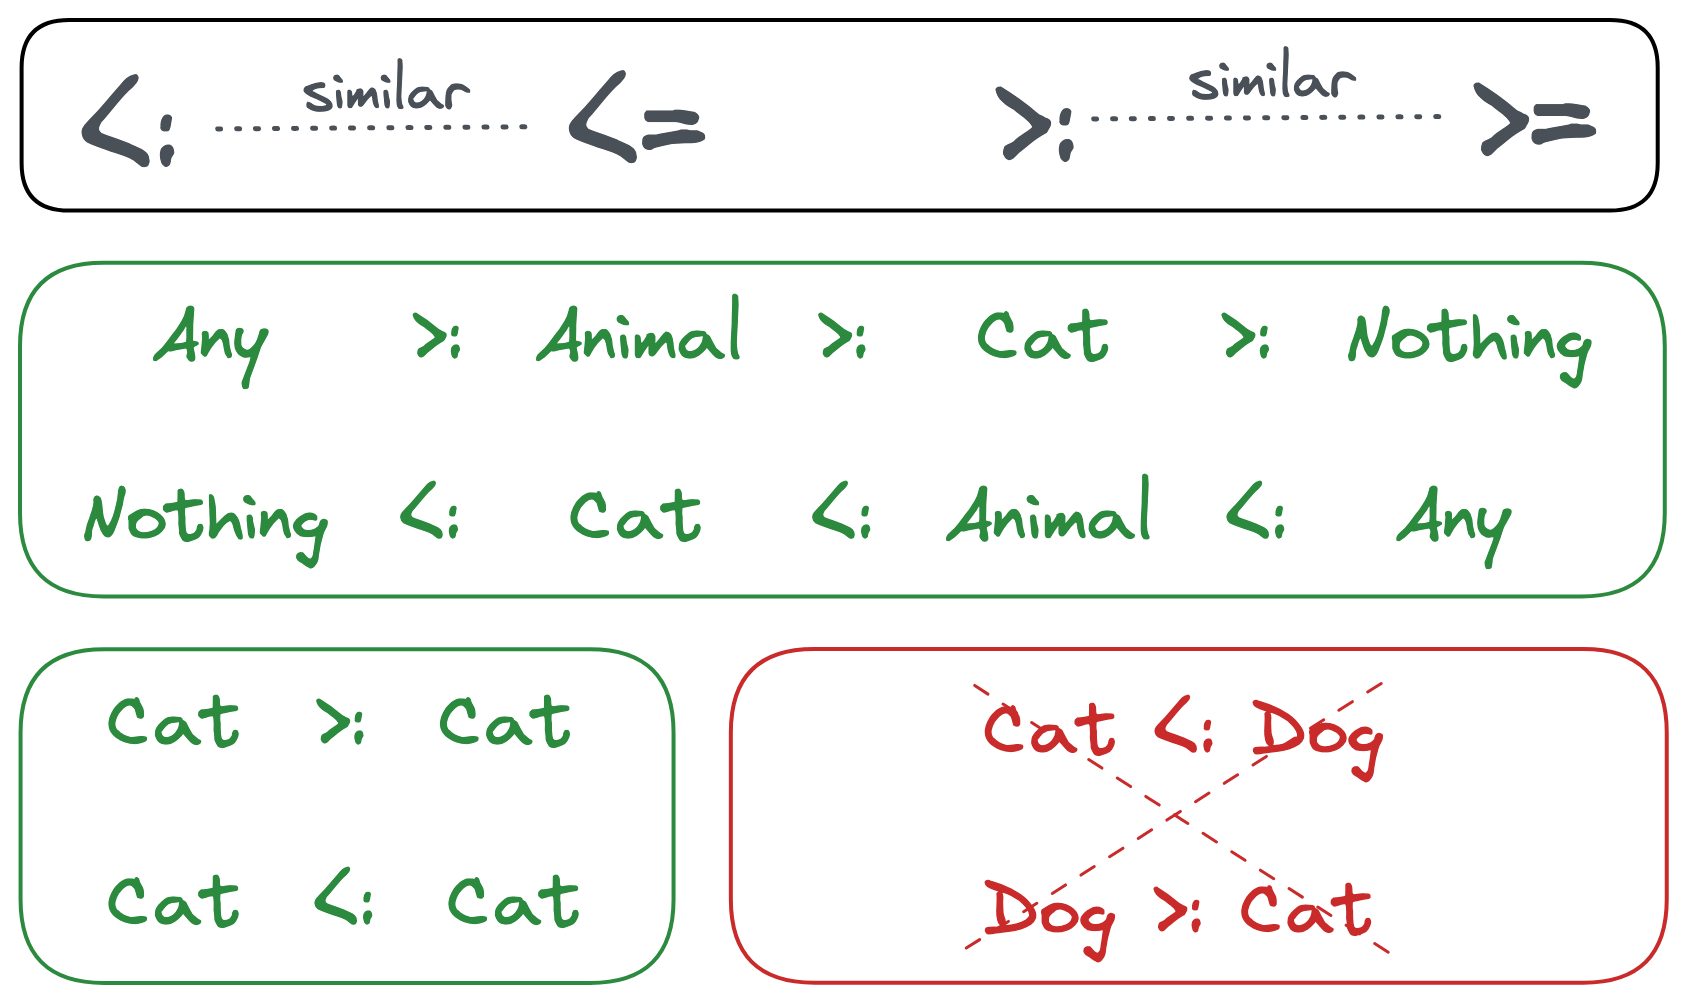 similar similar
<: <= >: >=
Any >: Animal >: Cat >: Nothing
Nothing <: Cat <: Animal <: Any
Cat >: Cat
Cat <: Cat
Cat <: Dog
Dog >: Cat